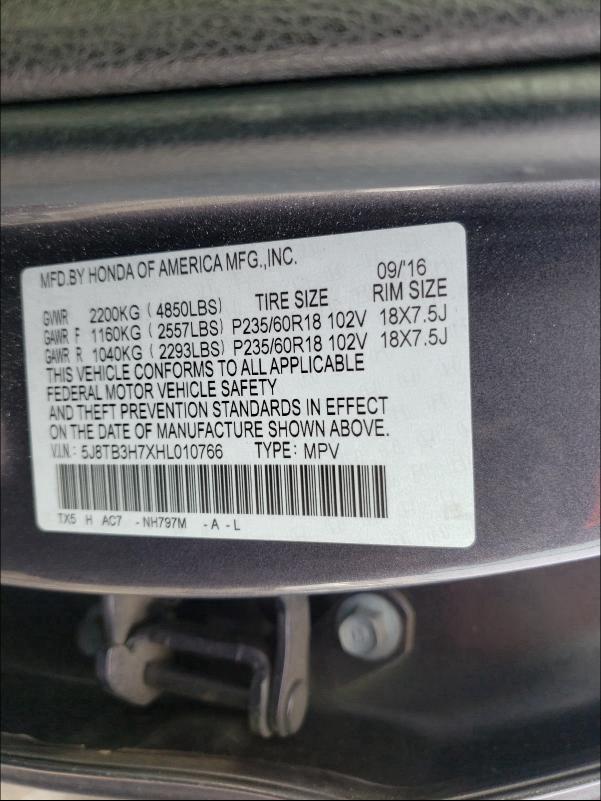 MFD.BY HONDA OF AMERICA MFG.,INC. 09/'16
GVWR 2200KG ( 4850LBS) TIRE SIZE RIM SIZE
GAWR F 1160KG ( 2557LBS) P235/60R18 102V 18X7.5J
GAWR R 1040KG ( 2293LBS) P235/60R18 102V 18X7.5J
THIS VEHICLE CONFORMS TO ALL APPLICABLE
FEDERAL MOTOR VEHICLE SAFETY
AND THEFT PREVENTION STANDARDS IN EFFECT
ON THE DATE OF MANUFACTURE SHOWN ABOVE.
V.I.N.: 5J8TB3H7XHL010766 TYPE: MPV
TX5 H AC7 -NH797M -A-L